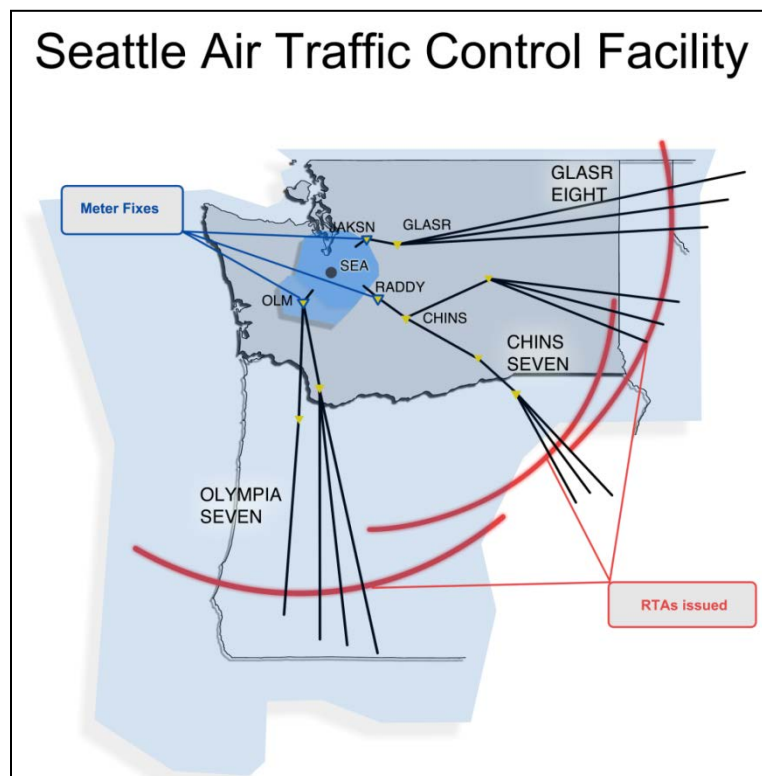 Seattle Air Traffic Control Facility
GLASR
EIGHT
Meter Fixes
JAKSN
GLASR
SEA
RADDY
OLM
CHINS
CHINS
SEVEN
OLYMPIA
SEVEN
RTAs issued